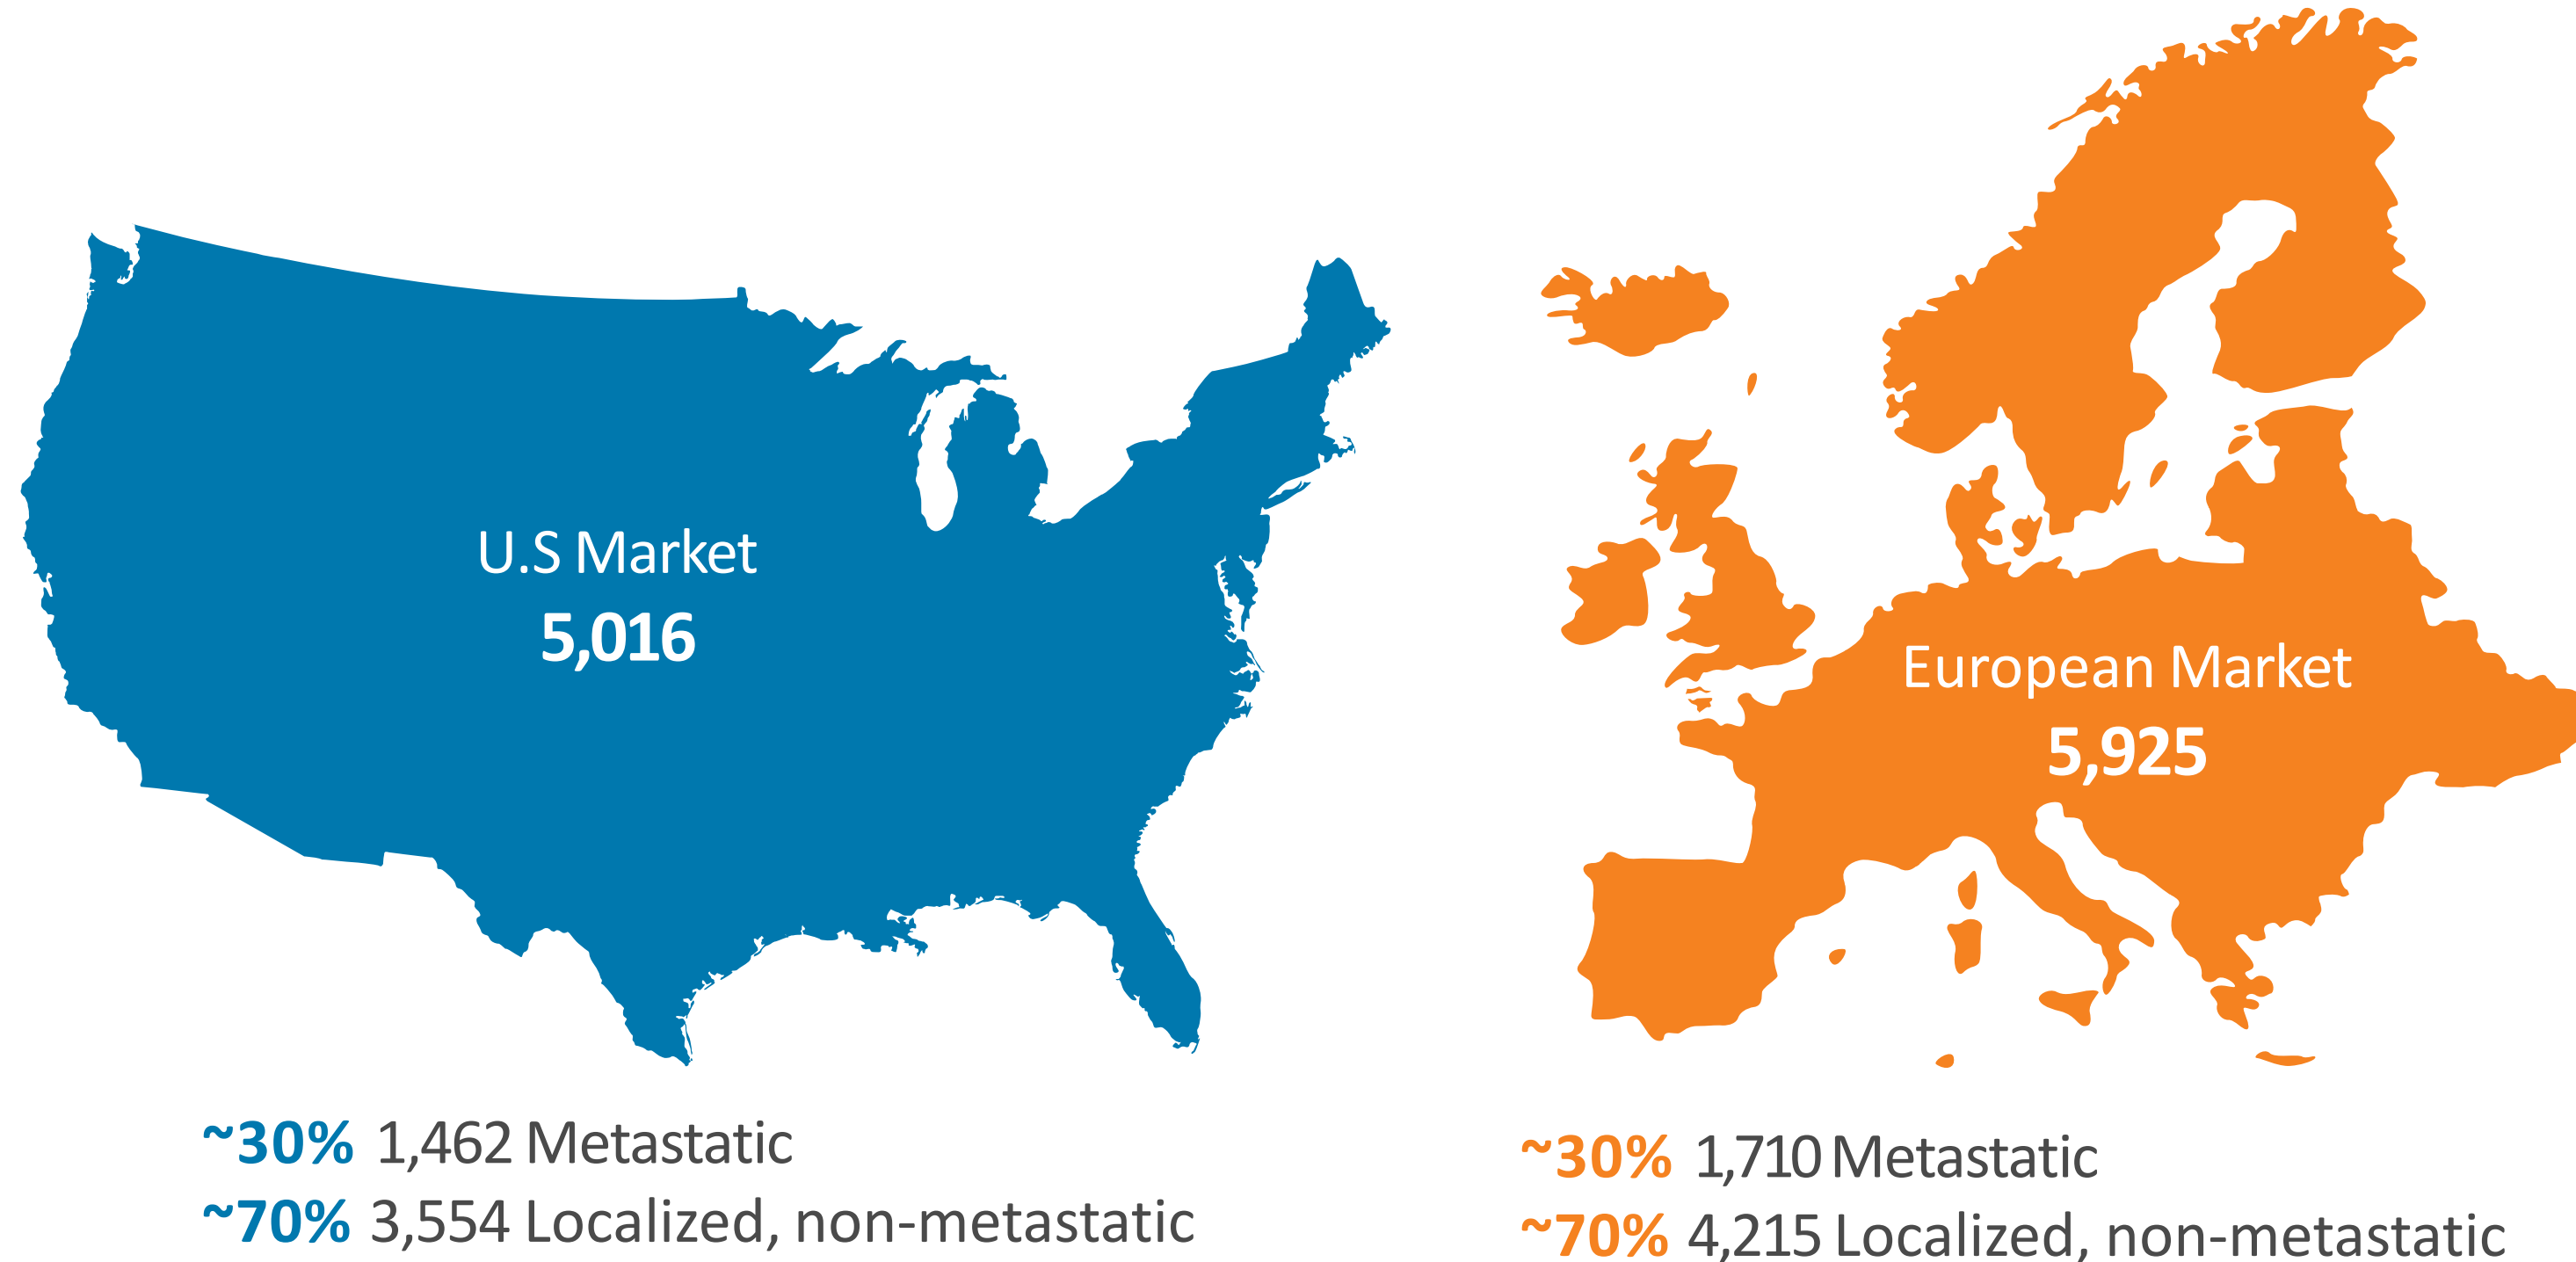 U.S Market
5,016
~30% 1,462 Metastatic
~70% 3,554 Localized, non-metastatic
European Market
5,925
~30% 1,710 Metastatic
~70% 4,215 Localized, non-metastatic